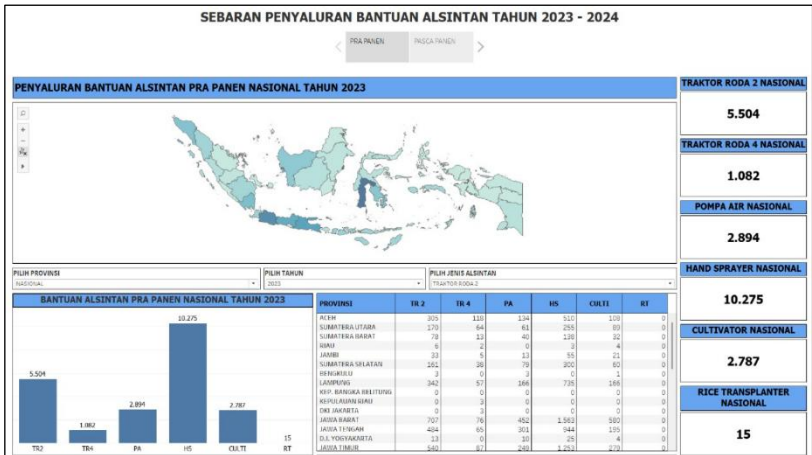 SEBARAN PENYALURAN BANTUAN ALSINTAN TAHUN 2023 - 2024
PRA PANEN PASCA PANEN
PENYALURAN BANTUAN ALSINTAN PRA PANEN NASIONAL TAHUN 2023
TRAKTOR RODA 2 NASIONAL
5.504
TRAKTOR RODA 4 NASIONAL
1.082
POMPA AIR NASIONAL
2.894
HAND SPRAYER NASIONAL
10.275
CULTIVATOR NASIONAL
2.787
RICE TRANSPLANTER
NASIONAL
15
PILIH PROVINSI PILIH TAHUN PILIH JENIS ALSINTAN
NASIONAL 2023 TRAKTOR RODA 2
BANTUAN ALSINTAN PRA PANEN NASIONAL TAHUN 2023
10.275
5.504
2.894 2.787
1.082
15
TR2 TR4 PA HS CULTI RT
PROVINSI TR 2 TR 4 PA HS CULTI RT
ACEH 305 118 134 510 108 0
SUMATERA UTARA 170 64 61 255 80 0
SUMATERA BARAT 78 13 40 138 32 0
RIAU 6 2 0 3 4 0
JAMBI 33 5 13 55 21 0
SUMATERA SELATAN 161 38 79 300 60 0
BENGKULU 3 0 3 0 1 0
LAMPUNG 342 57 166 735 166 0
KEP. BANGKA BELITUNG 0 0 0 0 0 0
KEPULAUAN RIAU 0 3 0 0 0 0
DKI JAKARTA 0 3 0 0 0 0
JAWA BARAT 707 76 452 1.563 580 0
JAWA TENGAH 484 65 301 944 195 0
D.I. YOGYAKARTA 13 0 10 25 4 0
JAWA TIMUR 540 87 249 1.253 279 0